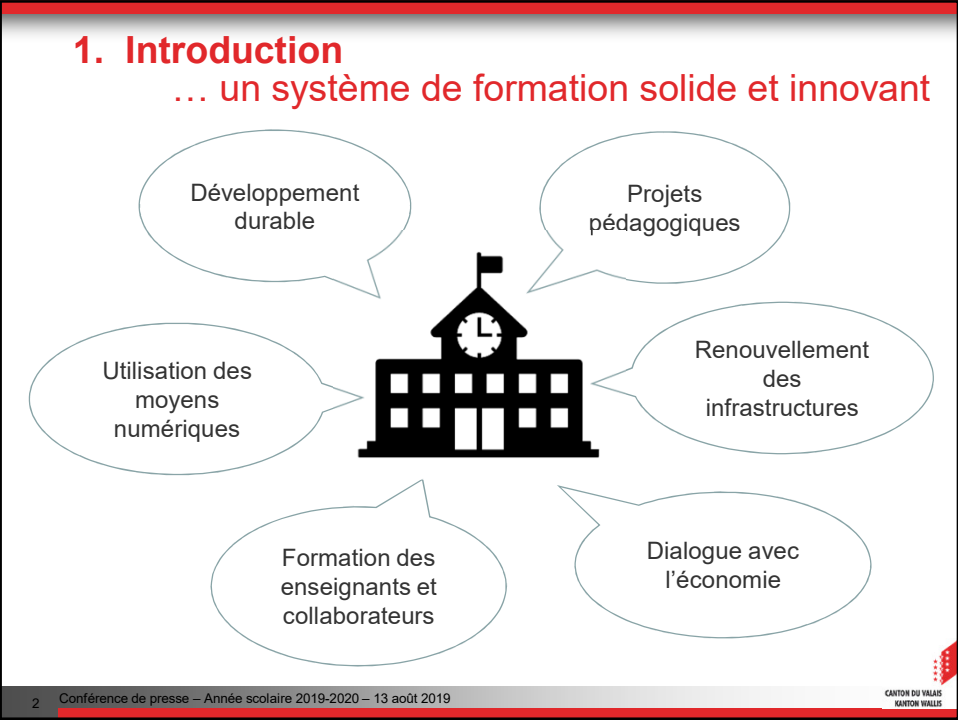 1. Introduction
… un système de formation solide et innovant
Développement
durable
Projets
pédagogiques
Utilisation des
moyens
numériques
Renouvellement
des
infrastructures
Formation des
enseignants et
collaborateurs
Dialogue avec
l’économie
2
Conférence de presse – Année scolaire 2019-2020 – 13 août 2019
CANTON DU VALAIS
KANTON WALLIS